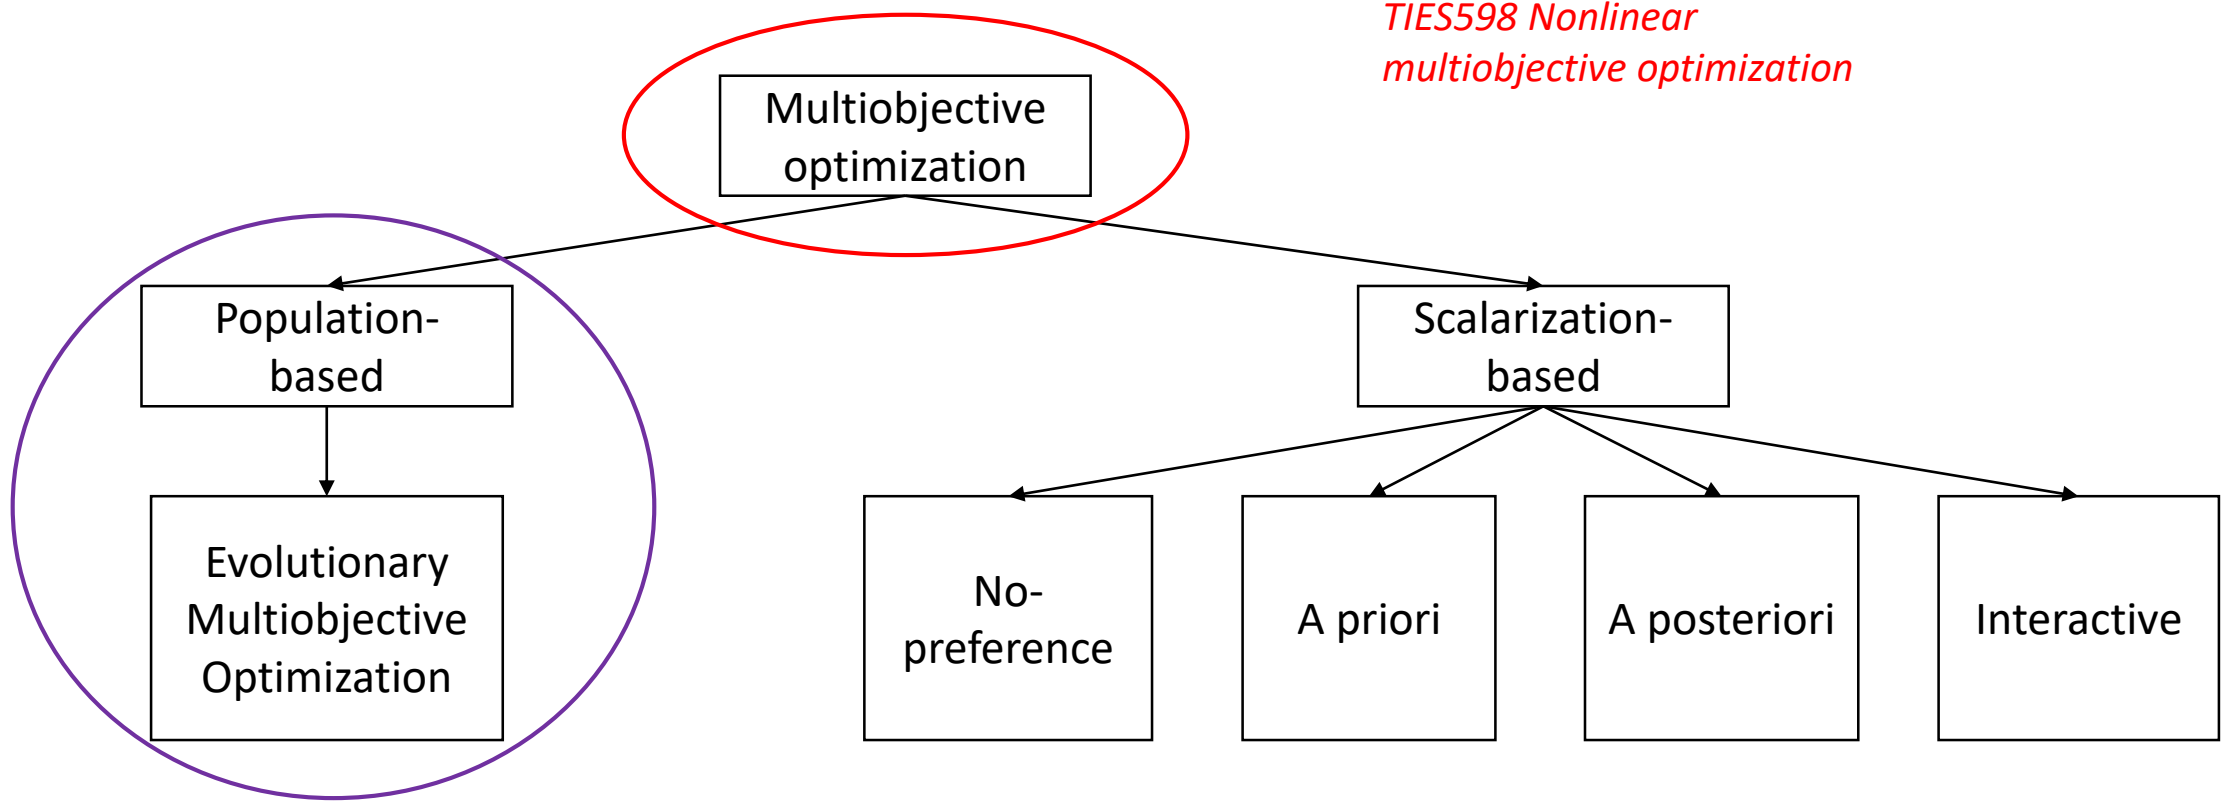 TIES598 Nonlinear
multiobjective optimization
Multiobjective
optimization
Population-
based
Scalarization-
based
Evolutionary
Multiobjective
Optimization
No-
preference
A priori
A posteriori
Interactive